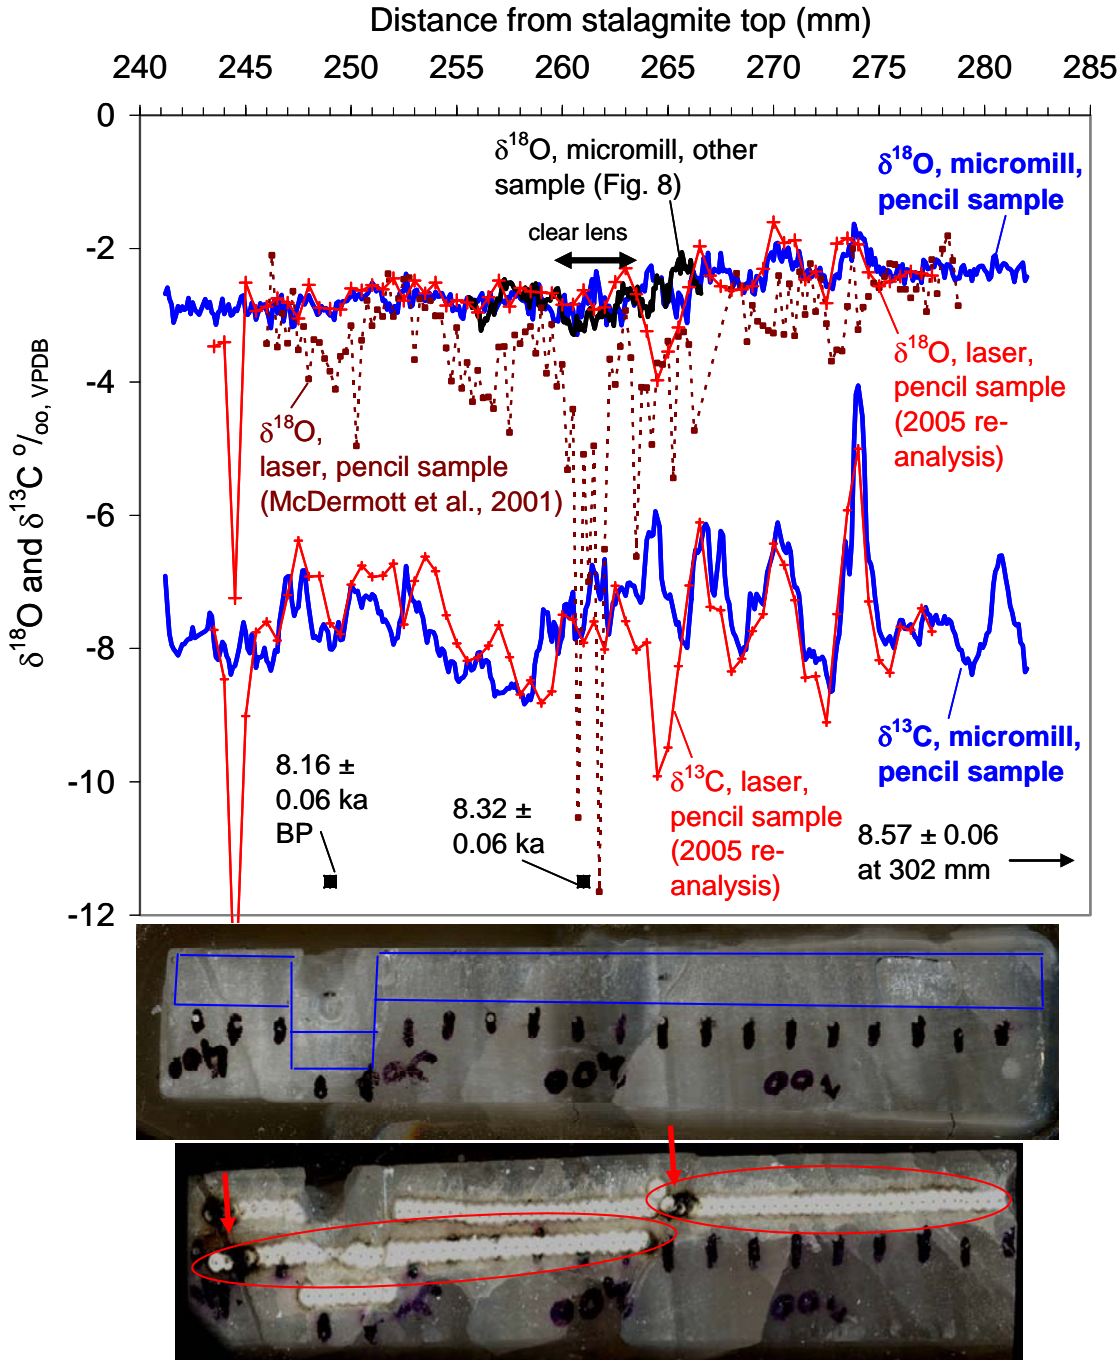 Distance from stalagmite top (mm)
240 245 250 255 260 265 270 275 280 285
0
-2
-4
-6
-8
-10
-12
δ18O and δ13C °/oo, VPDB
δ18O, micromill, other
sample (Fig. 8)
clear lens
δ18O, micromill,
pencil sample
δ18O, laser,
pencil sample
(2005 re-
analysis)
δ18O,
laser, pencil sample
(McDermott et al., 2001)
δ13C, micromill,
pencil sample
δ13C, laser,
pencil sample
(2005 re-
analysis)
8.16 ±
0.06 ka
BP
8.32 ±
0.06 ka
8.57 ± 0.06
at 302 mm